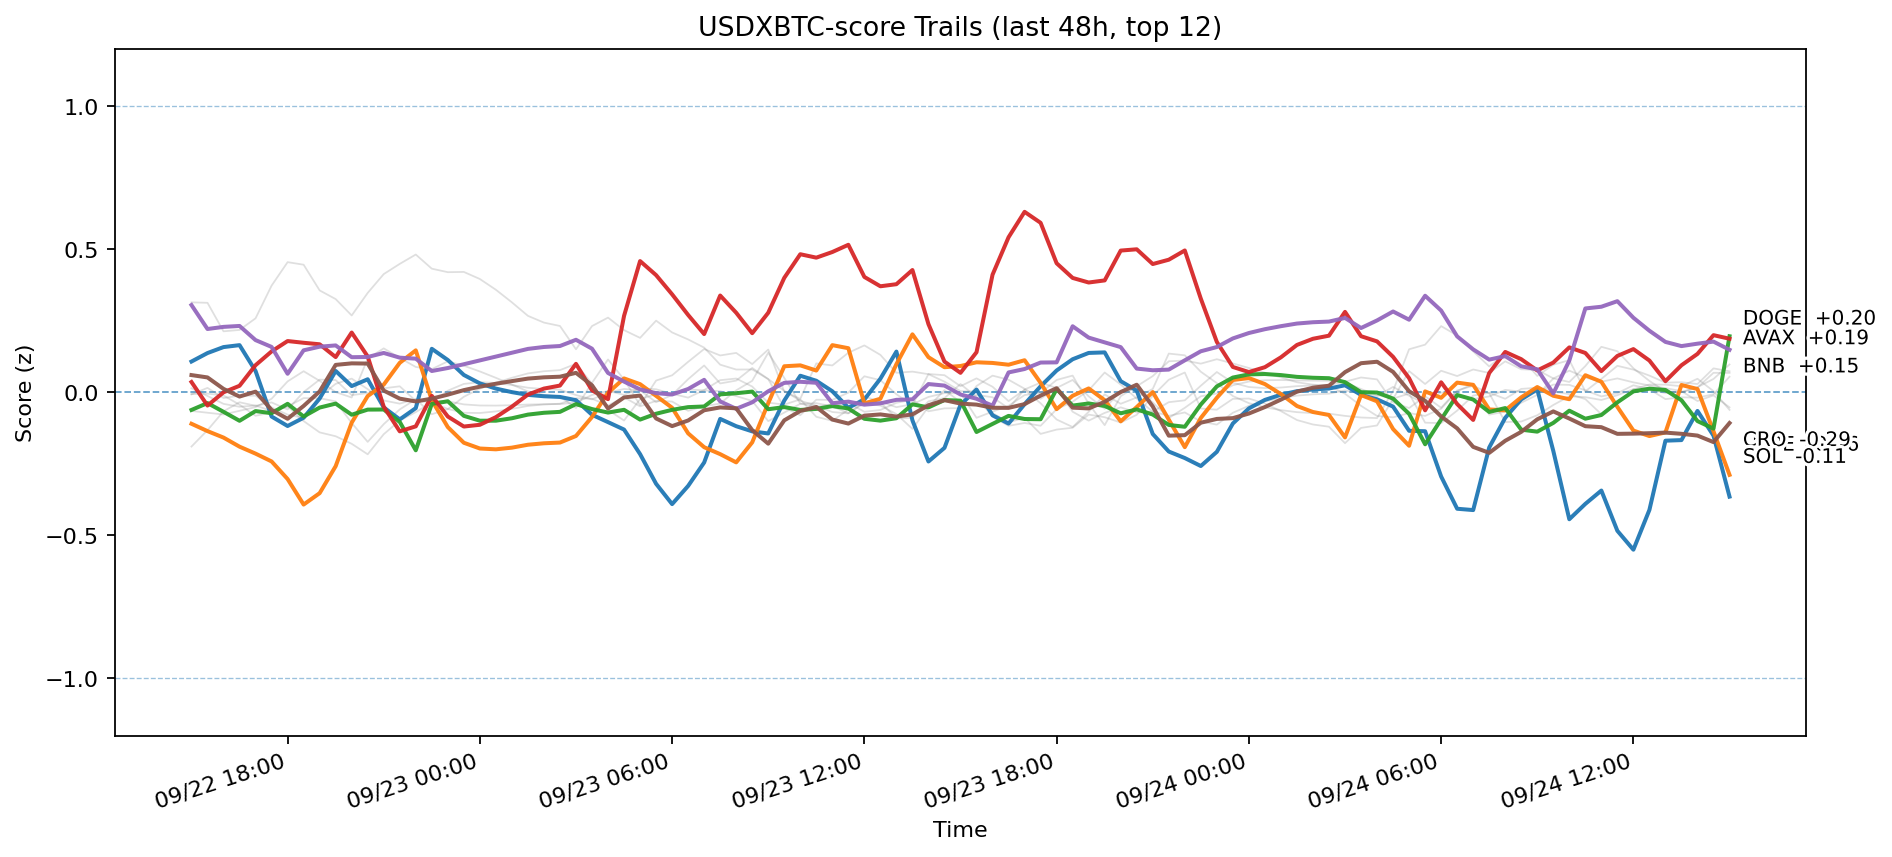 USDXBTC-score Trails (last 48h, top 12)
Score (z)
1.0
0.5
0.0
−0.5
−1.0
DOGE +0.20
AVAX +0.19
BNB +0.15
CRO -0.29
SOL -0.11
09/22 18:00
09/23 00:00
09/23 06:00
09/23 12:00
09/23 18:00
09/24 00:00
09/24 06:00
09/24 12:00
Time